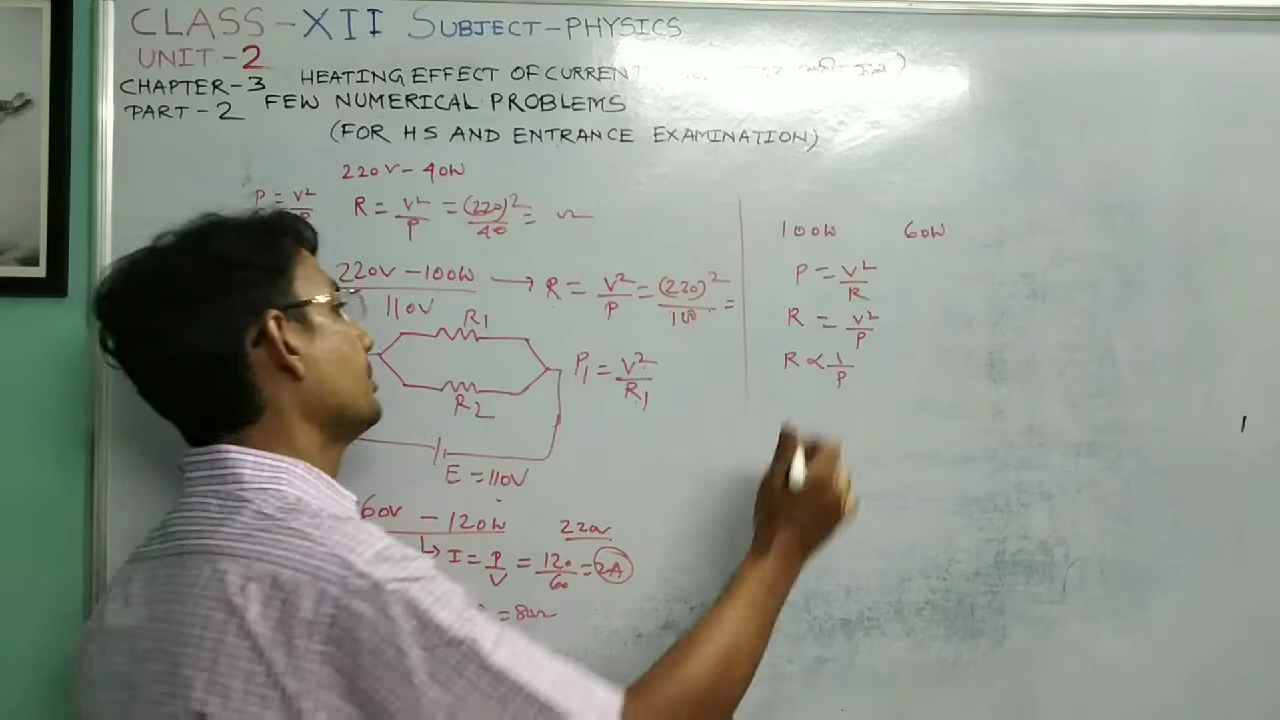 CLASS-XII SUBJECT-PHYSICS
UNIT-2
CHAPTER-3 HEATING EFFECT OF CURREN
PART-2 FEW NUMERICAL PROBLEMS
(FOR HS AND ENTRANCE EXAMINATION)
220V-40W
P = V²
R = V²/P = (220)²/40 = Ω
220V-100W → R = V²/P = (220)²/100 =
110V
R1
R2
P1 = V²/R1
E = 110V
60V - 120W 220V
↳ I = P/V = 120/60 = 2A
100W 60W
P = V²/R
R = V²/P
R ∝ 1/P